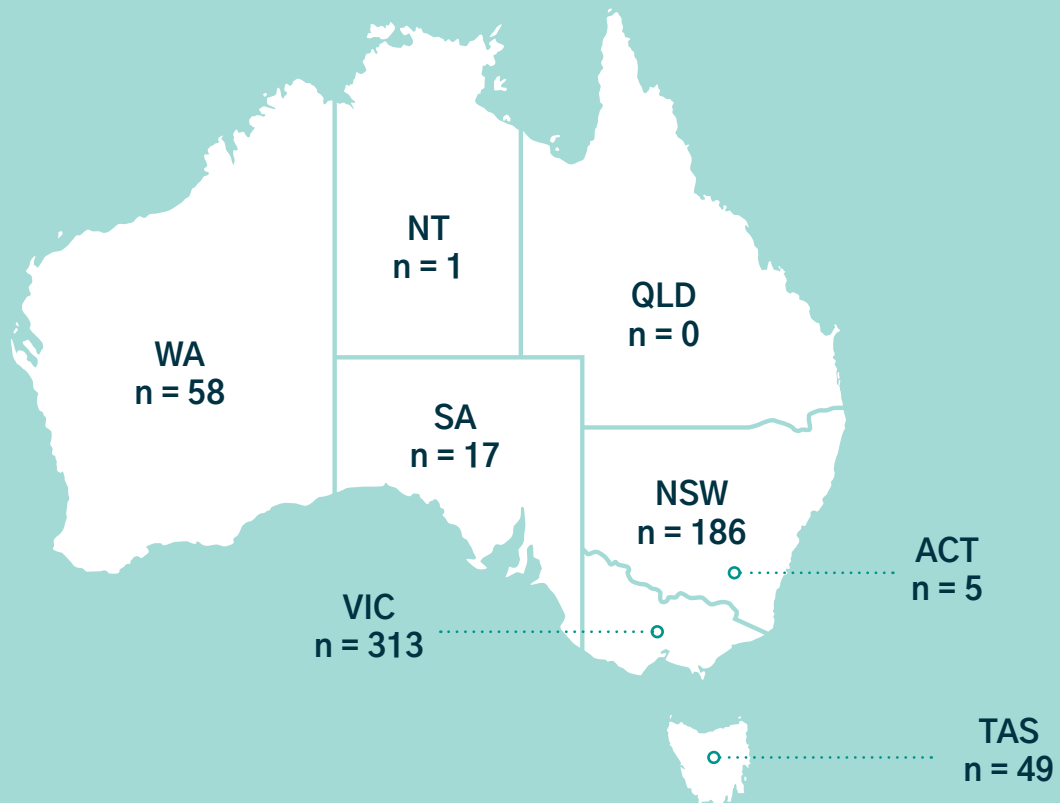 NT
n = 1
QLD
n = 0
WA
n = 58
SA
n = 17
NSW
n = 186
ACT
n = 5
VIC
n = 313
TAS
n = 49